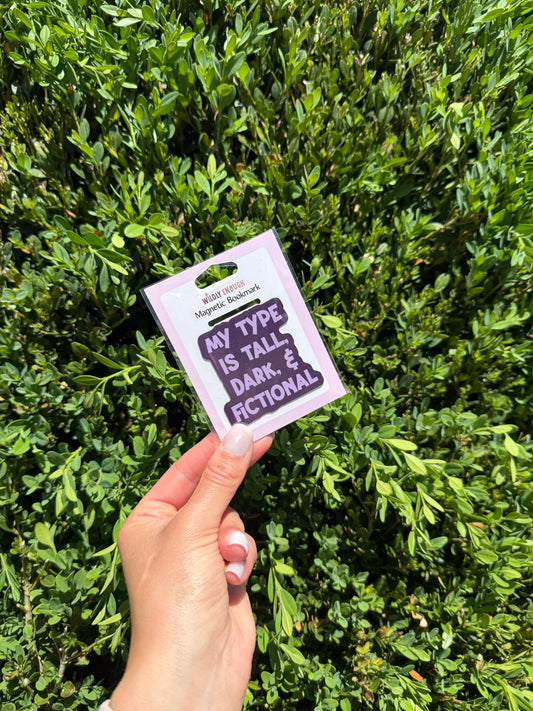 WILDLY ENOUGH
Magnetic Bookmark
MY TYPE
IS TALL,
DARK, &
FICTIONAL